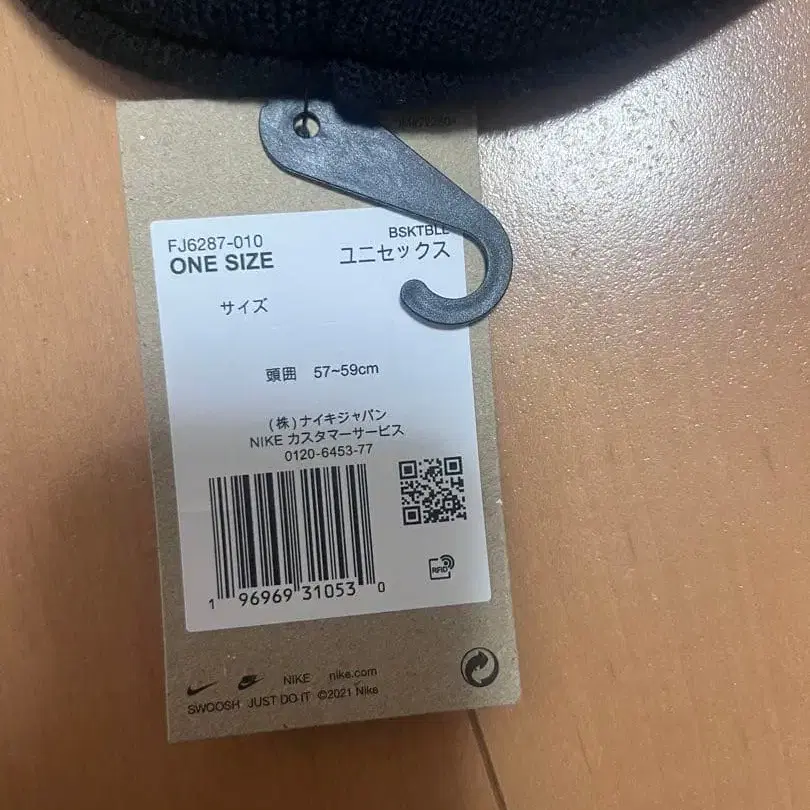 FJ6287-010
ONE SIZE
BSKTBLL
ユニセックス
サイズ
頭囲 57~59cm
(株)ナイキジャパン
NIKE カスタマーサービス
0120-6453-77
RFID
1 96969 31053 0
NIKE nike.com
SWOOSH JUST DO IT ©2021 Nike